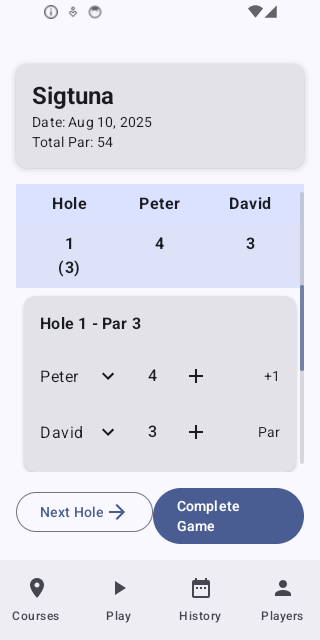 Sigtuna
Date: Aug 10, 2025
Total Par: 54
Hole Peter David
1 4 3
(3)
Hole 1 - Par 3
Peter 4 +1
David 3 Par
Next Hole
Complete
Game
Courses Play History Players